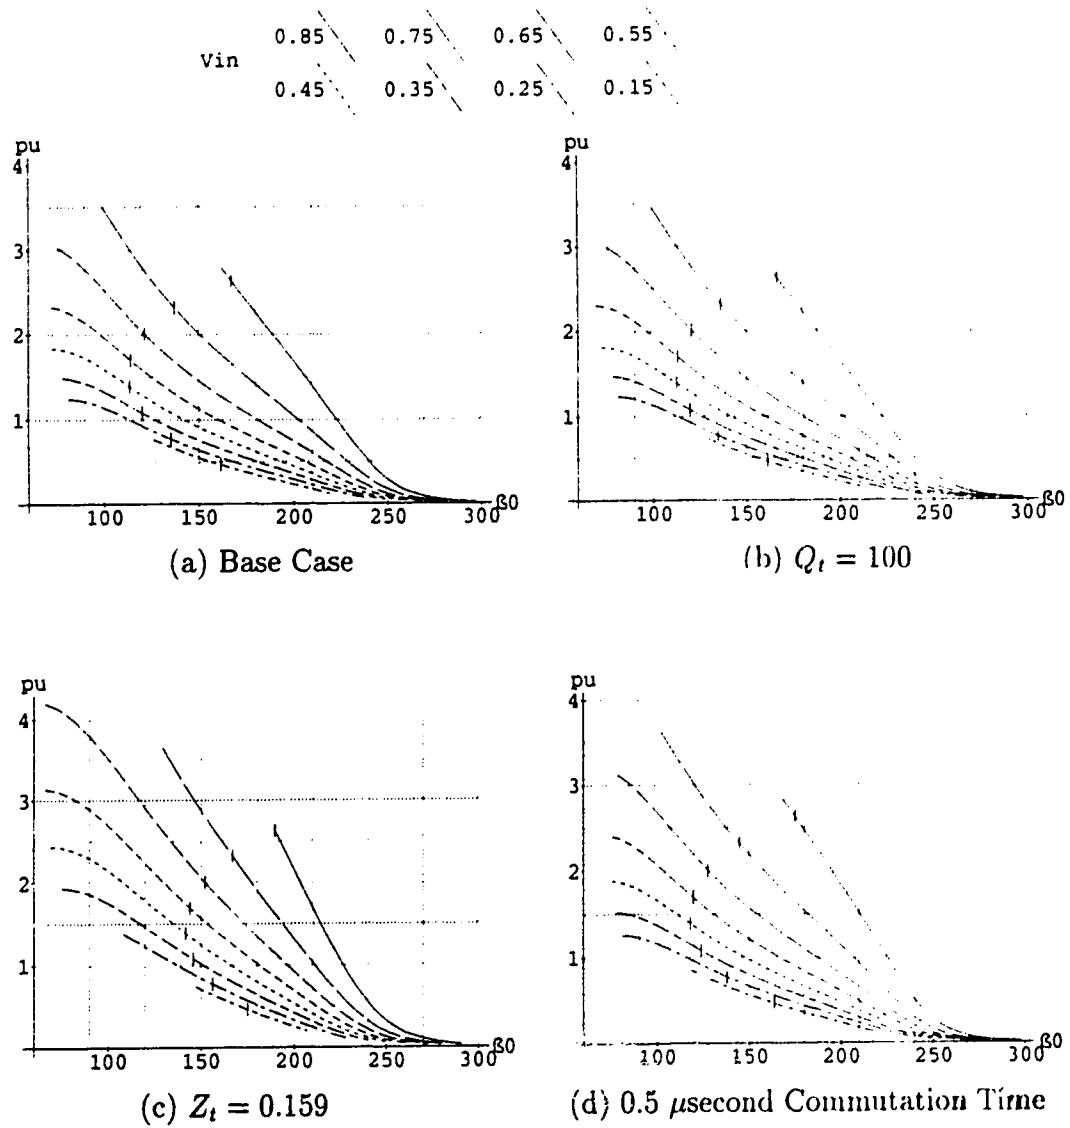 Vin
0.85 0.75 0.65 0.55
0.45 0.35 0.25 0.15
pu
4
3
2
1
100 150 200 250 300
β0
(a) Base Case
pu
4
3
2
1
100 150 200 250 300
β0
(b) Qt = 100
pu
4
3
2
1
100 150 200 250 300
β0
(c) Zt = 0.159
pu
4
3
2
1
100 150 200 250 300
β0
(d) 0.5 μsecond Commutation Time